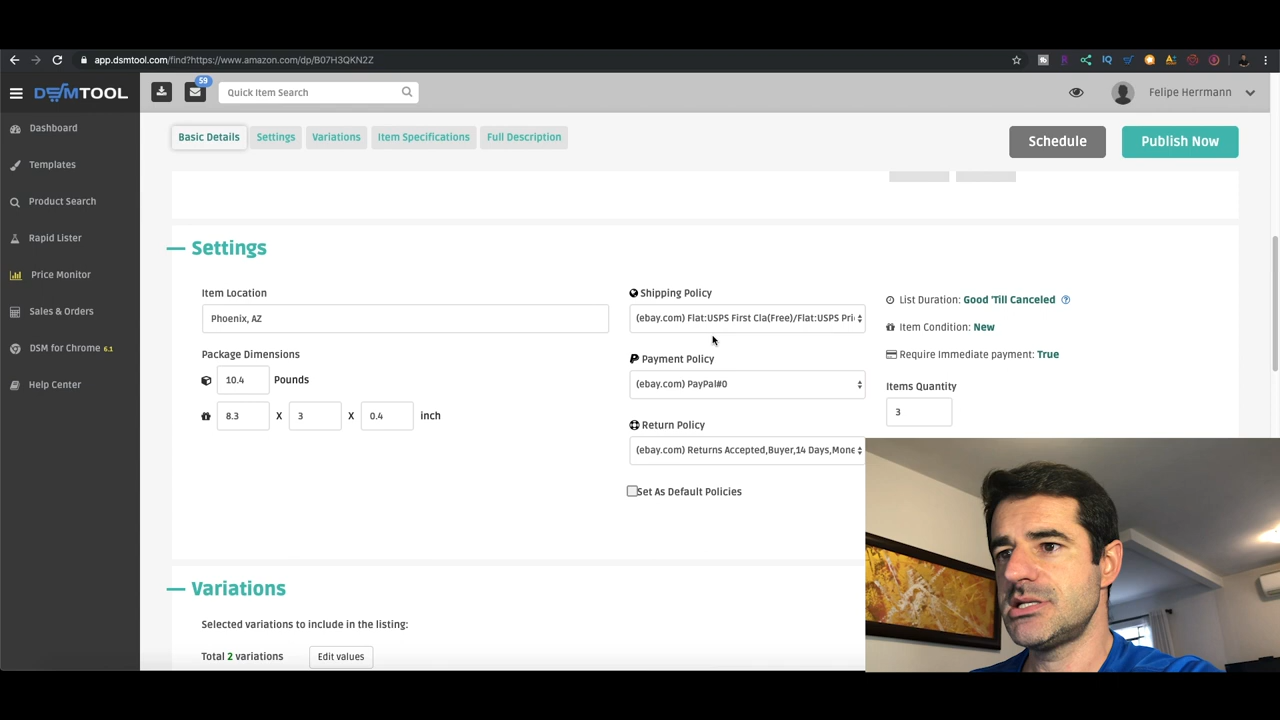 app.dsmtool.com/find?https://www.amazon.com/dp/B07H3QKN2Z
IQ
DSMTOOL
59
Quick Item Search
Felipe Herrmann
Dashboard
Templates
Product Search
Rapid Lister
Price Monitor
Sales & Orders
DSM for Chrome 6.1
Help Center
Basic Details
Settings
Variations
Item Specifications
Full Description
Schedule
Publish Now
Settings
Item Location
Phoenix, AZ
Package Dimensions
10.4 Pounds
8.3 X 3 X 0.4 inch
Shipping Policy
(ebay.com) Flat:USPS First Cla(Free)/Flat:USPS Pri
Payment Policy
(ebay.com) PayPal#0
Return Policy
(ebay.com) Returns Accepted,Buyer,14 Days,Mone
Set As Default Policies
List Duration: Good 'Till Canceled
Item Condition: New
Require Immediate payment: True
Items Quantity
3
Variations
Selected variations to include in the listing:
Total 2 variations
Edit values